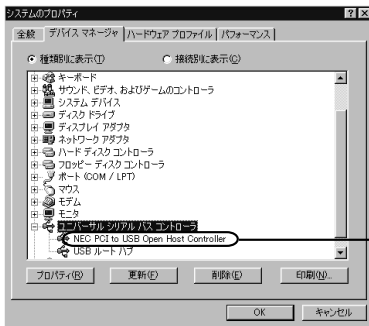 システムのプロパティ
全般 デバイス マネージャ ハードウェア プロファイル パフォーマンス
種類別に表示(T) 接続別に表示(C)
キーボード
サウンド、ビデオ、およびゲームのコントローラ
システム デバイス
ディスク ドライブ
ディスプレイ アダプタ
ネットワーク アダプタ
ハード ディスク コントローラ
フロッピー ディスク コントローラ
ポート (COM / LPT)
マウス
モデム
モニタ
ユニバーサル シリアル バス コントローラ
NEC PCI to USB Open Host Controller
USB ルート ハブ
プロパティ(R) 更新(F) 削除(E) 印刷(N)...
OK キャンセル